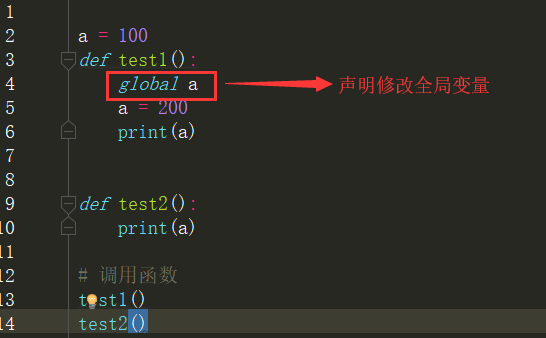 1
2 a = 100
3 def test1():
4 global a 声明修改全局变量
5 a = 200
6 print(a)
7
8
9 def test2():
10 print(a)
11
12 # 调用函数
13 t st1()
14 test2()